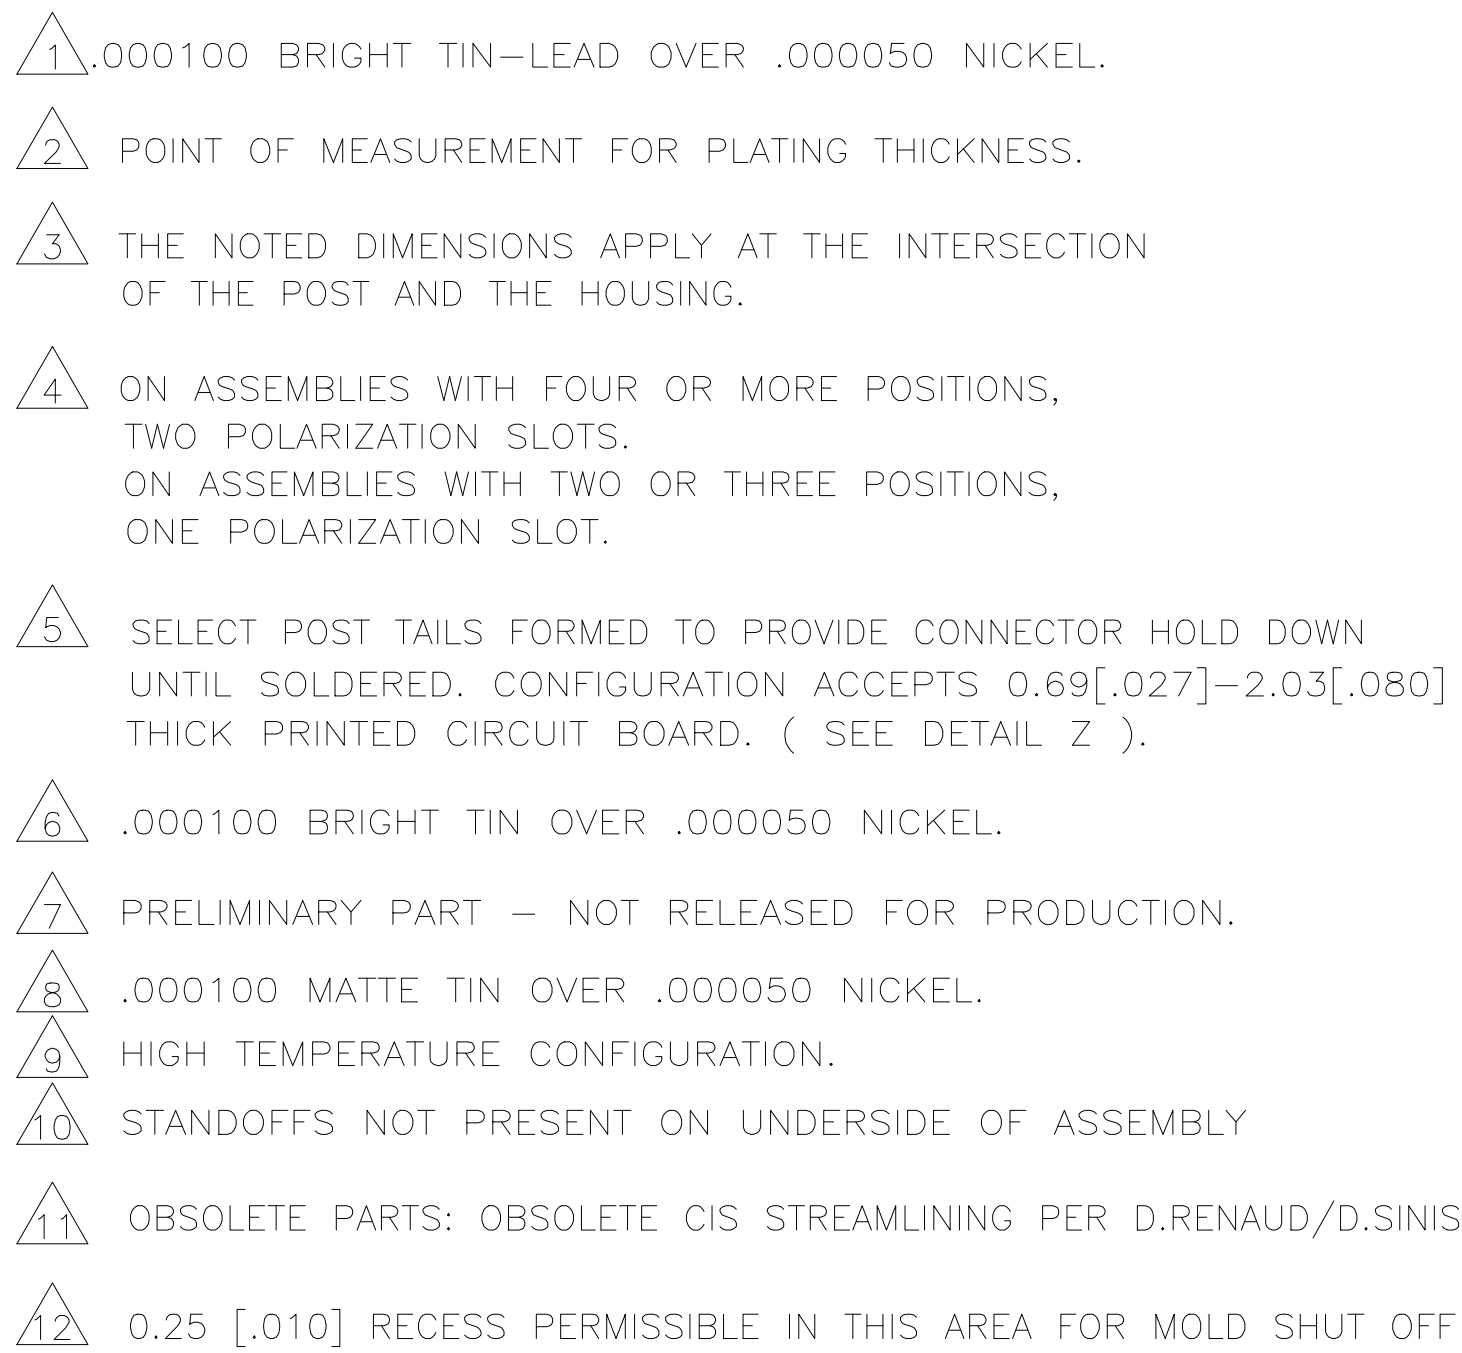 1 .000100 BRIGHT TIN-LEAD OVER .000050 NICKEL.
2 POINT OF MEASUREMENT FOR PLATING THICKNESS.
3 THE NOTED DIMENSIONS APPLY AT THE INTERSECTION
OF THE POST AND THE HOUSING.
4 ON ASSEMBLIES WITH FOUR OR MORE POSITIONS,
TWO POLARIZATION SLOTS.
ON ASSEMBLIES WITH TWO OR THREE POSITIONS,
ONE POLARIZATION SLOT.
5 SELECT POST TAILS FORMED TO PROVIDE CONNECTOR HOLD DOWN
UNTIL SOLDERED. CONFIGURATION ACCEPTS 0.69[.027]-2.03[.080]
THICK PRINTED CIRCUIT BOARD. ( SEE DETAIL Z ).
6 .000100 BRIGHT TIN OVER .000050 NICKEL.
7 PRELIMINARY PART - NOT RELEASED FOR PRODUCTION.
8 .000100 MATTE TIN OVER .000050 NICKEL.
9 HIGH TEMPERATURE CONFIGURATION.
10 STANDOFFS NOT PRESENT ON UNDERSIDE OF ASSEMBLY
11 OBSOLETE PARTS: OBSOLETE CIS STREAMLINING PER D.RENAUD/D.SINIS
12 0.25 [.010] RECESS PERMISSIBLE IN THIS AREA FOR MOLD SHUT OFF